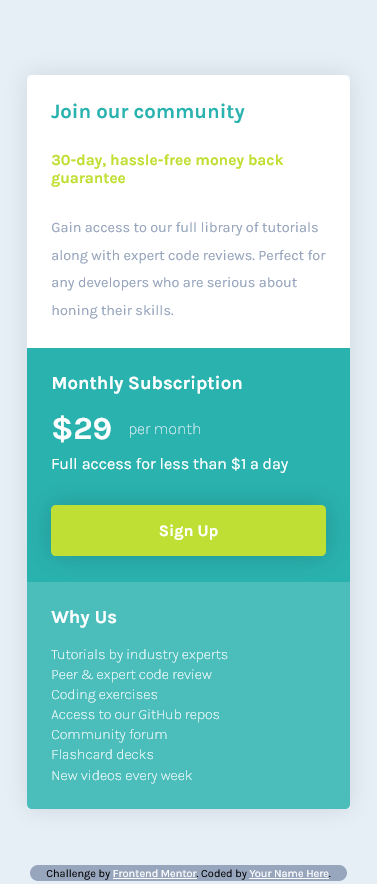 Join our community
30-day, hassle-free money back
guarantee
Gain access to our full library of tutorials
along with expert code reviews. Perfect for
any developers who are serious about
honing their skills.
Monthly Subscription
$29 per month
Full access for less than $1 a day
Sign Up
Why Us
Tutorials by industry experts
Peer & expert code review
Coding exercises
Access to our GitHub repos
Community forum
Flashcard decks
New videos every week
Challenge by Frontend Mentor. Coded by Your Name Here.